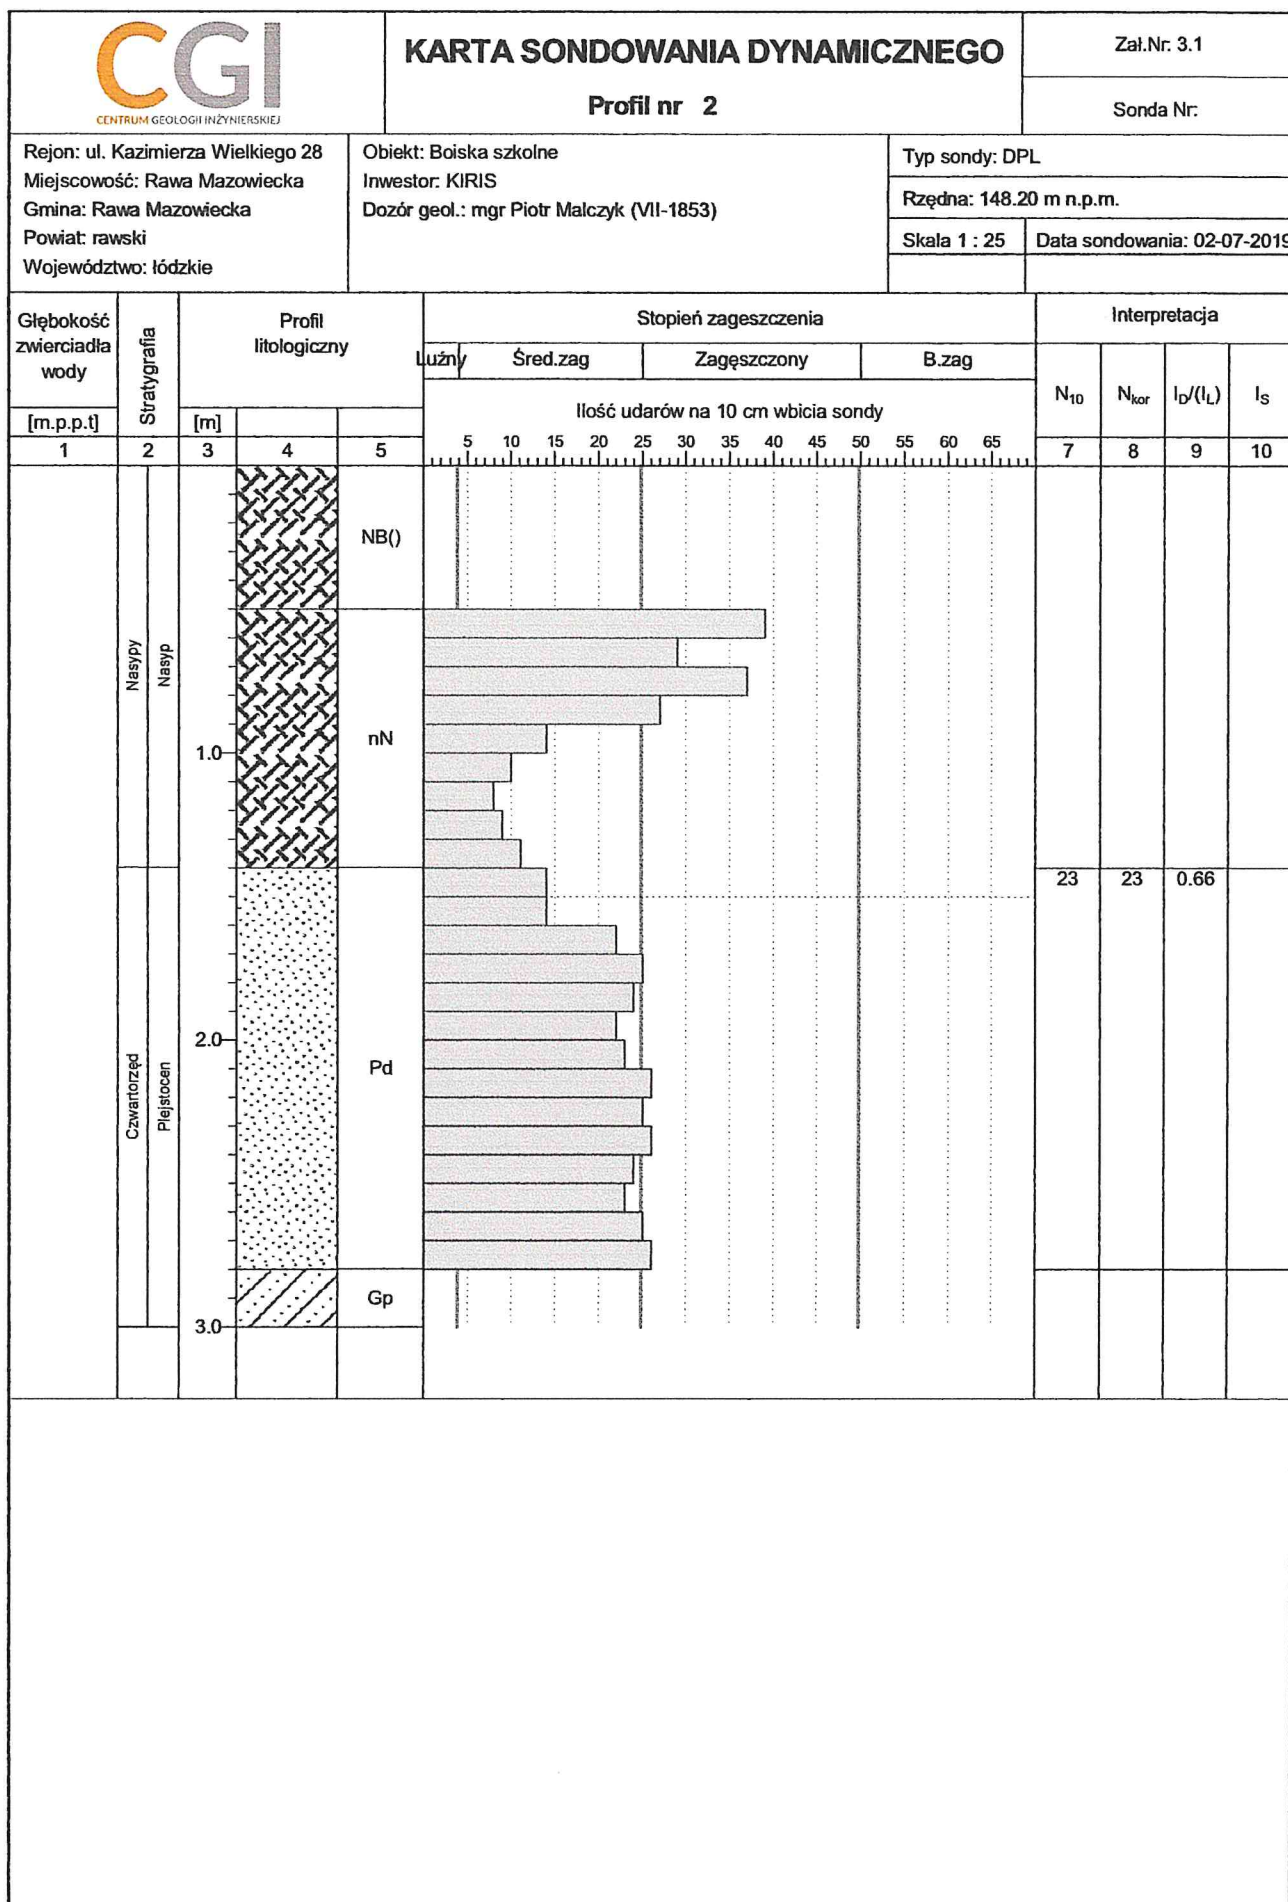 CGI
CENTRUM GEOLOGII INŻYNIERSKIEJ
KARTA SONDOWANIA DYNAMICZNEGO
Profil nr 2
Zał.Nr: 3.1
Sonda Nr:
Rejon: ul. Kazimierza Wielkiego 28
Miejscowość: Rawa Mazowiecka
Gmina: Rawa Mazowiecka
Powiat: rawski
Województwo: łódzkie
Obiekt: Boiska szkolne
Inwestor: KIRIS
Dozór geol.: mgr Piotr Malczyk (VII-1853)
Typ sondy: DPL
Rzędna: 148.20 m n.p.m.
Skala 1 : 25
Data sondowania: 02-07-2019
Głębokość
zwierciadła
wody
[m.p.p.t]
Stratygrafia
Profil
litologiczny
[m]
Stopień zageszczenia
Luźny Śred.zag Zagęszczony B.zag
Ilość udarów na 10 cm wbicia sondy
5 10 15 20 25 30 35 40 45 50 55 60 65
Interpretacja
N10 Nkor ID/(IL) IS
1 2 3 4 5 7 8 9 10
NB()
Nasypy
Nasyp
nN
1.0
23 23 0.66
2.0
Czwartorzęd
Plejstocen
Pd
Gp
3.0